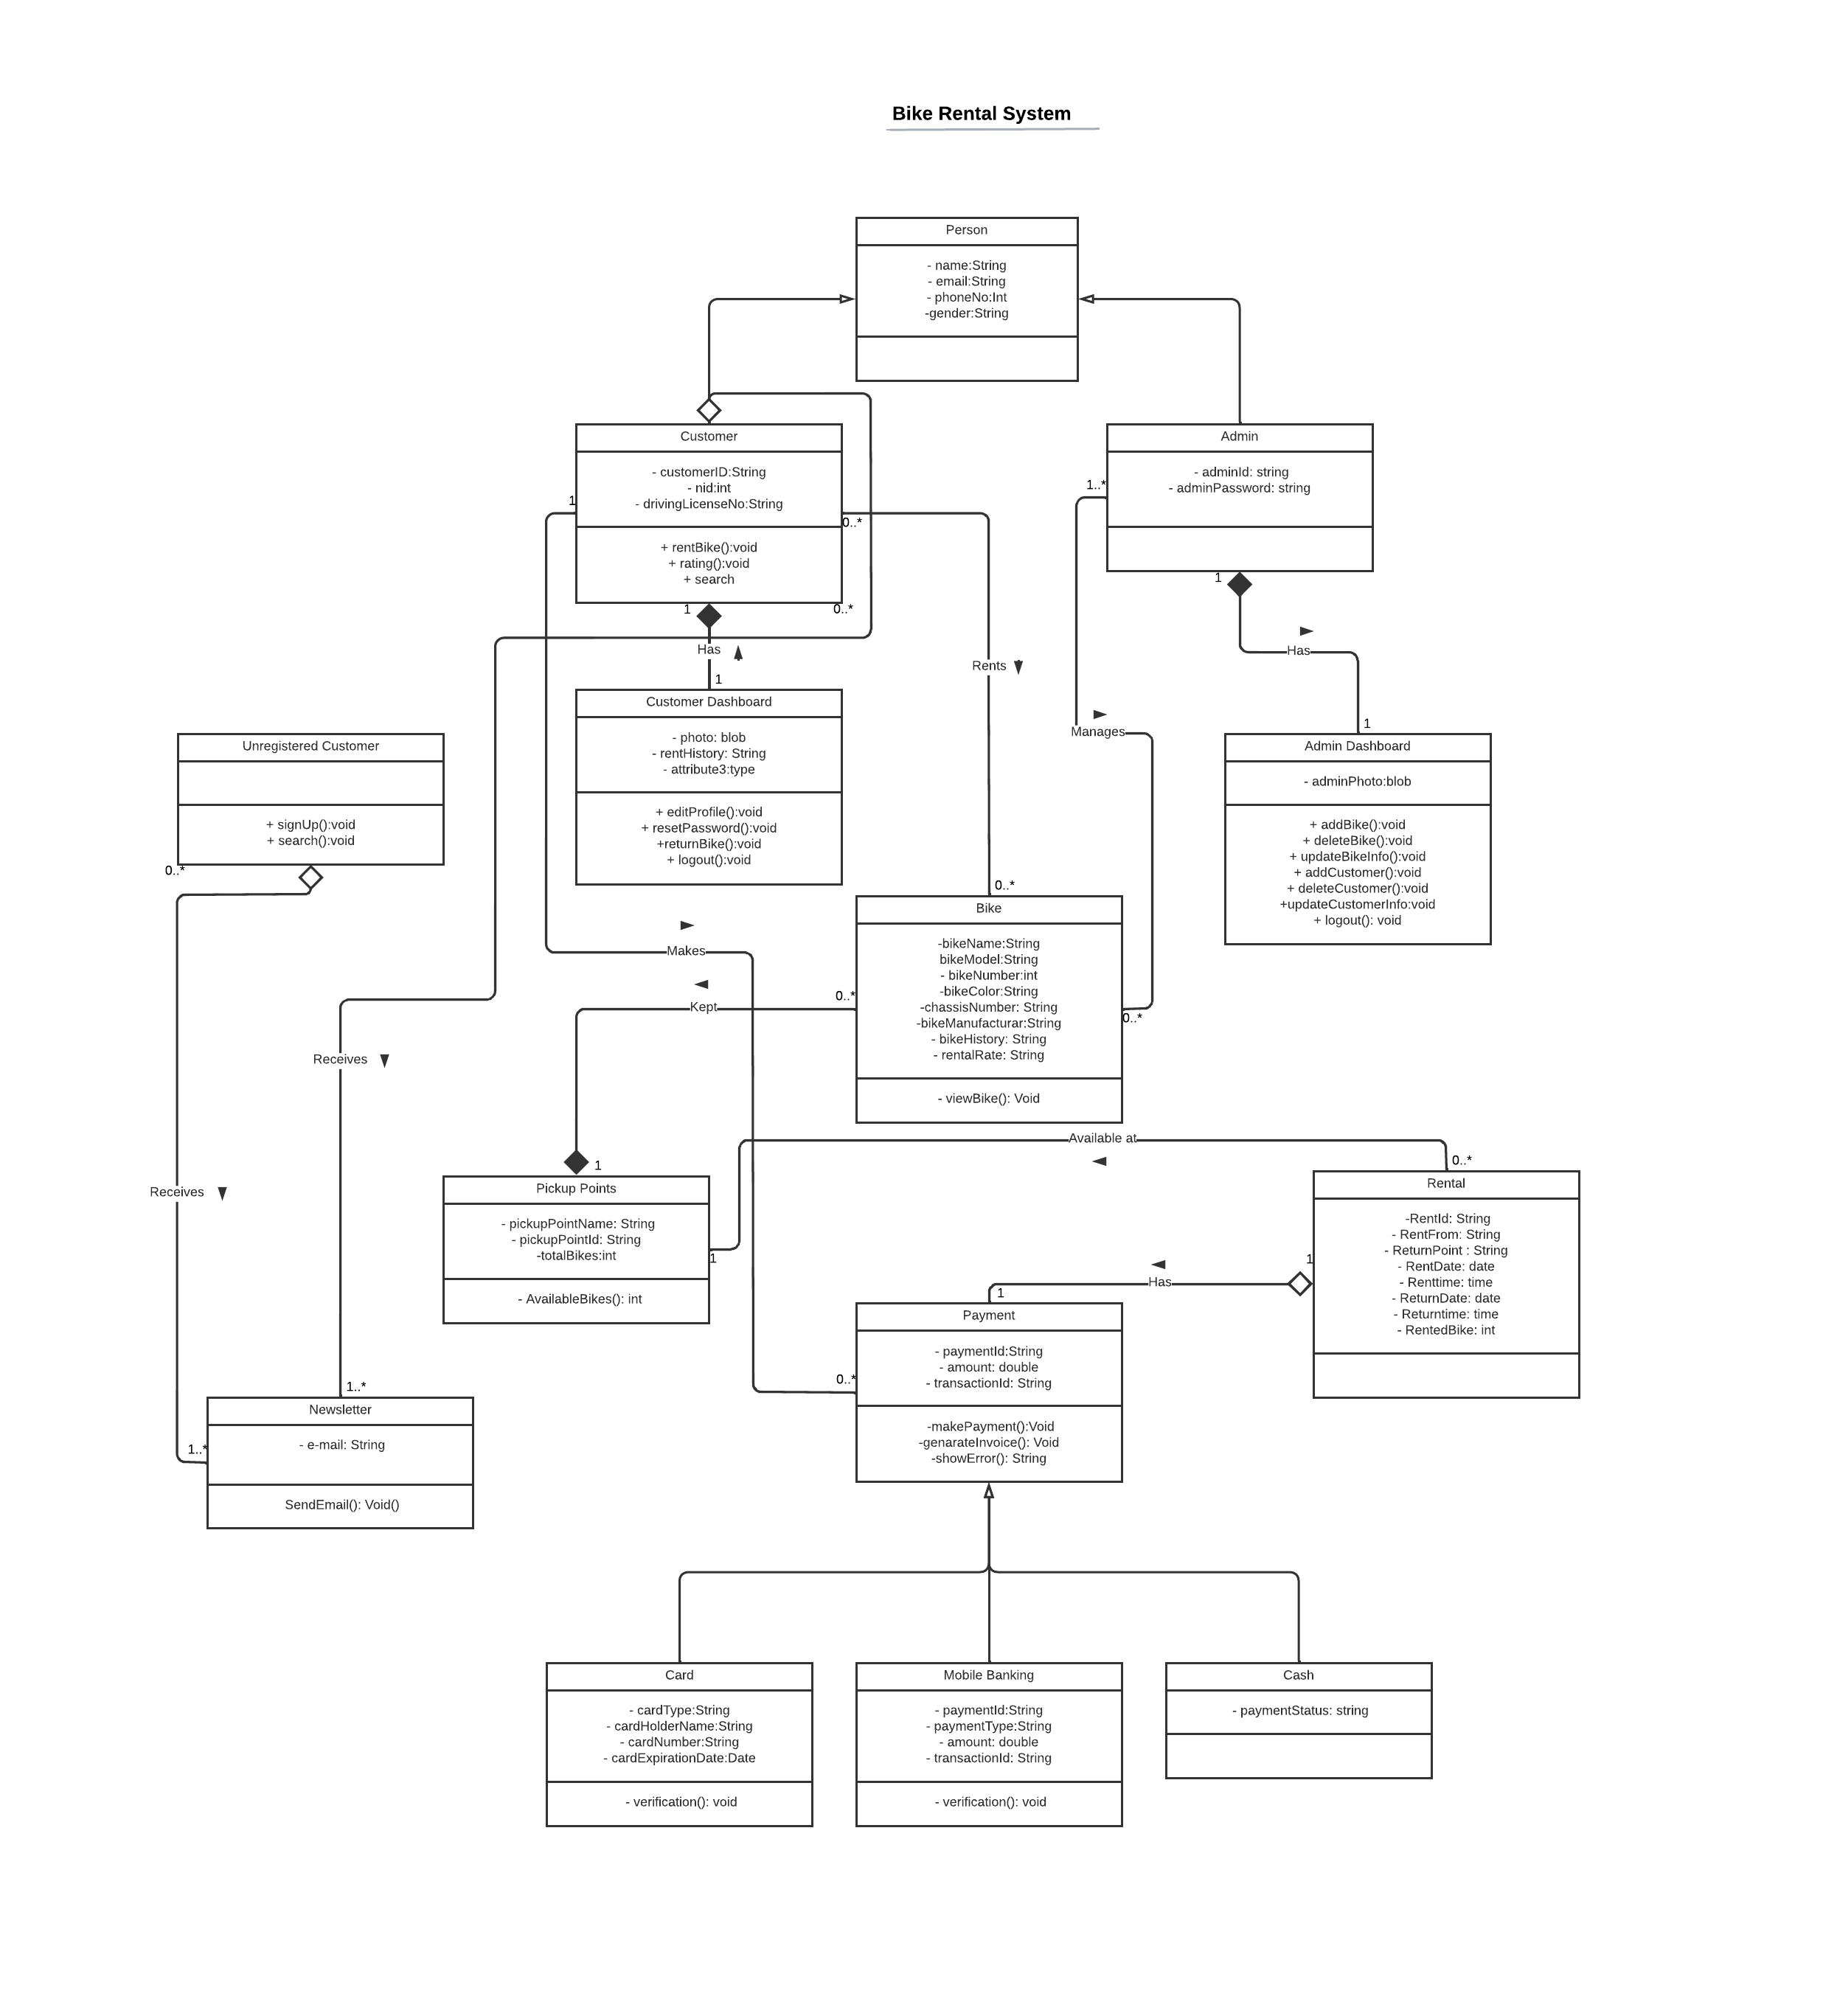 Bike Rental System
Person
- name:String
- email:String
- phoneNo:Int
-gender:String
Customer
- customerID:String
- nid:int
- drivingLicenseNo:String
+ rentBike():void
+ rating():void
+ search
1
0..*
1
0..*
Admin
- adminId: string
- adminPassword: string
1..*
1
Has
1
Has
1
Rents
Manages
Customer Dashboard
- photo: blob
- rentHistory: String
- attribute3:type
+ editProfile():void
+ resetPassword():void
+returnBike():void
+ logout():void
Unregistered Customer
+ signUp():void
+ search():void
0..*
Admin Dashboard
- adminPhoto:blob
+ addBike():void
+ deleteBike():void
+ updateBikeInfo():void
+ addCustomer():void
+ deleteCustomer():void
+updateCustomerInfo:void
+ logout(): void
0..*
Bike
-bikeName:String
bikeModel:String
- bikeNumber:int
-bikeColor:String
-chassisNumber: String
-bikeManufacturar:String
- bikeHistory: String
- rentalRate: String
- viewBike(): Void
Makes
0..*
Kept
0..*
Receives
Receives
Available at
1
0..*
Pickup Points
- pickupPointName: String
- pickupPointId: String
-totalBikes:int
- AvailableBikes(): int
1
Rental
-RentId: String
- RentFrom: String
- ReturnPoint : String
- RentDate: date
- Renttime: time
- ReturnDate: date
- Returntime: time
- RentedBike: int
1
Has
1
Payment
- paymentId:String
- amount: double
- transactionId: String
-makePayment():Void
-genarateInvoice(): Void
-showError(): String
0..*
1..*
Newsletter
- e-mail: String
SendEmail(): Void()
1..*
Card
- cardType:String
- cardHolderName:String
- cardNumber:String
- cardExpirationDate:Date
- verification(): void
Mobile Banking
- paymentId:String
- paymentType:String
- amount: double
- transactionId: String
- verification(): void
Cash
- paymentStatus: string